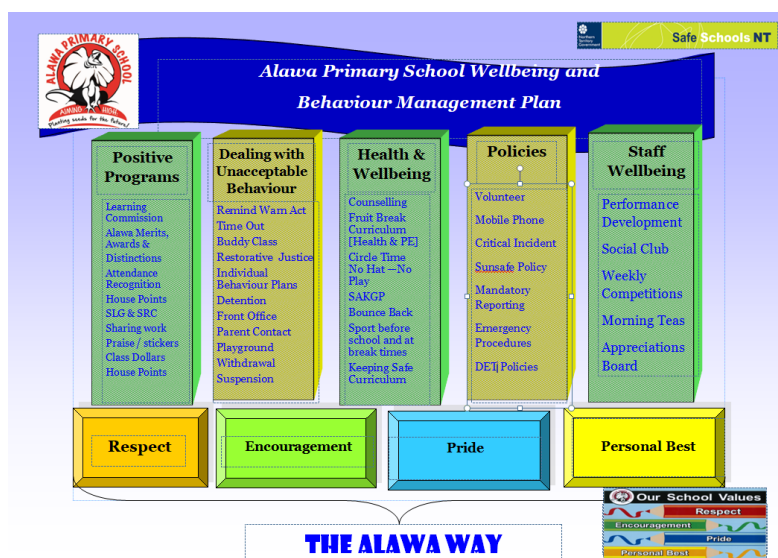 ALAWA PRIMARY SCHOOL
AIMING HIGH
Planting seeds for the future!
Northern
Territory
Government
Safe Schools NT
Alawa Primary School Wellbeing and
Behaviour Management Plan
Positive
Programs
Learning
Commission
Alawa Merits,
Awards &
Distinctions
Attendance
Recognition
House Points
SLG & SRC
Sharing work
Praise / stickers
Class Dollars
House Points
Dealing with
Unacceptable
Behaviour
Remind Warn Act
Time Out
Buddy Class
Restorative Justice
Individual
Behaviour Plans
Detention
Front Office
Parent Contact
Playground
Withdrawal
Suspension
Health &
Wellbeing
Counselling
Fruit Break
Curriculum
[Health & PE]
Circle Time
No Hat —No
Play
SAKGP
Bounce Back
Sport before
school and at
break times
Keeping Safe
Curriculum
Policies
Volunteer
Mobile Phone
Critical Incident
Sunsafe Policy
Mandatory
Reporting
Emergency
Procedures
DET Policies
Staff
Wellbeing
Performance
Development
Social Club
Weekly
Competitions
Morning Teas
Appreciations
Board
Respect
Encouragement
Pride
Personal Best
THE ALAWA WAY
Our School Values
Respect
Encouragement
Pride
Personal Best